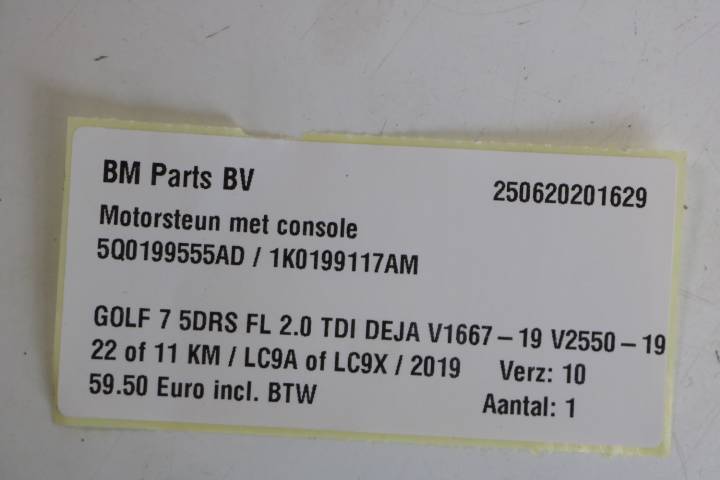 BM Parts BV 250620201629
Motorsteun met console
5Q0199555AD / 1K0199117AM
GOLF 7 5DRS FL 2.0 TDI DEJA V1667-19 V2550-19
22 of 11 KM / LC9A of LC9X / 2019 Verz: 10
59.50 Euro incl. BTW Aantal: 1